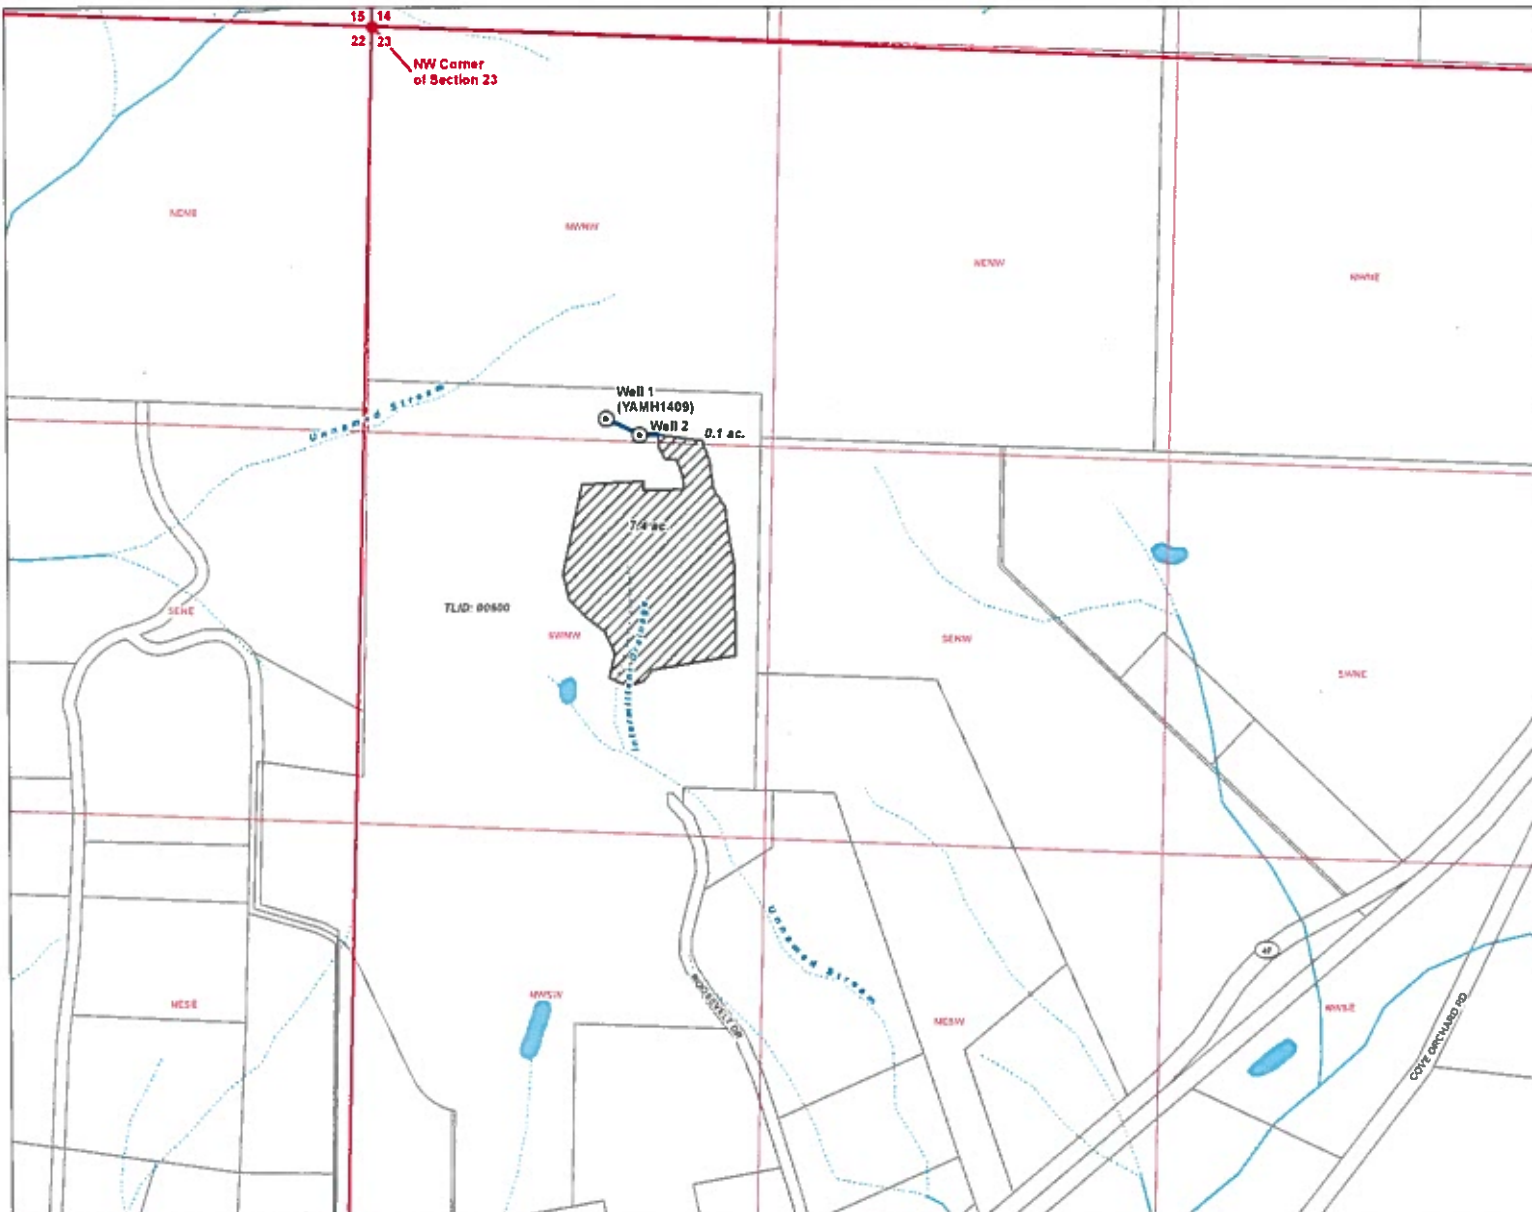 15 14
22 23
NW Corner
of Section 23
NENE
NWNW
NENW
NWNE
Unnamed Stream
Well 1
(YAMH1409)
Well 2
0.1 ac.
7.4 ac.
TLID: 00600
SENE
SWNW
SENW
SWNE
Intermittent Drainage
Unnamed Stream
NESE
NWSW
ROOSEVELT DR
NESW
47
NWSE
COVE ORCHARD RD